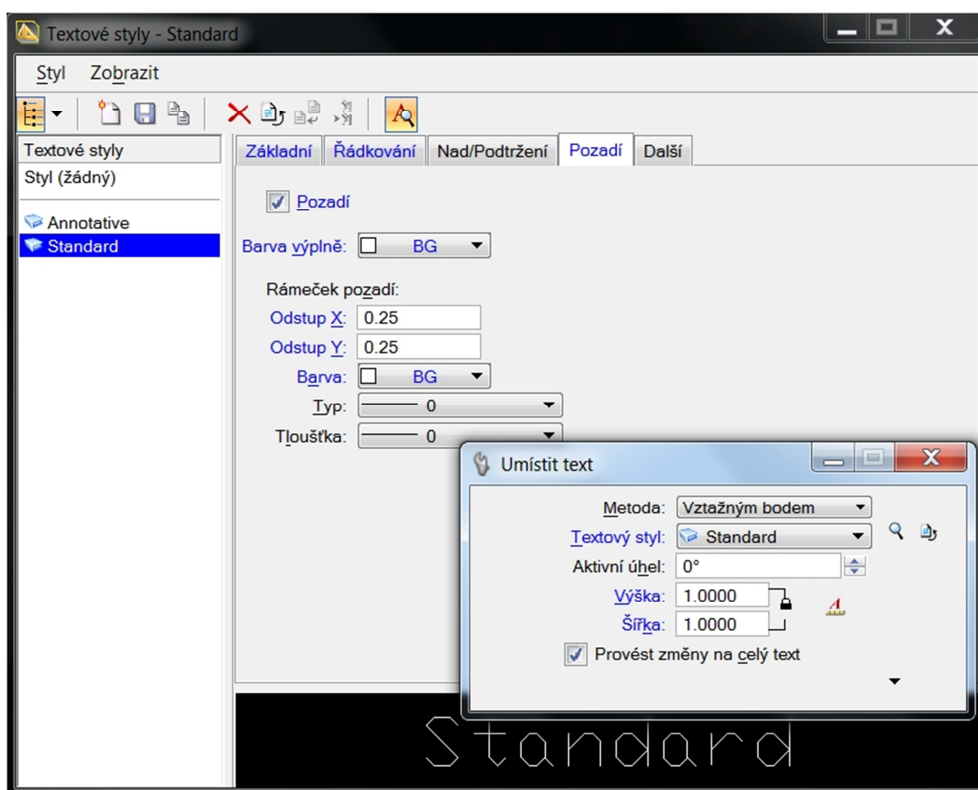 Textové styly - Standard
Styl Zobrazit
Textové styly
Styl (žádný)
Annotative
Standard
Základní Řádkování Nad/Podtržení Pozadí Další
Pozadí
Barva výplně: BG
Rámeček pozadí:
Odstup X: 0.25
Odstup Y: 0.25
Barva: BG
Typ: 0
Tloušťka: 0
Umístit text
Metoda: Vztažným bodem
Textový styl: Standard
Aktivní úhel: 0°
Výška: 1.0000
Šířka: 1.0000
Provést změny na celý text
Standard